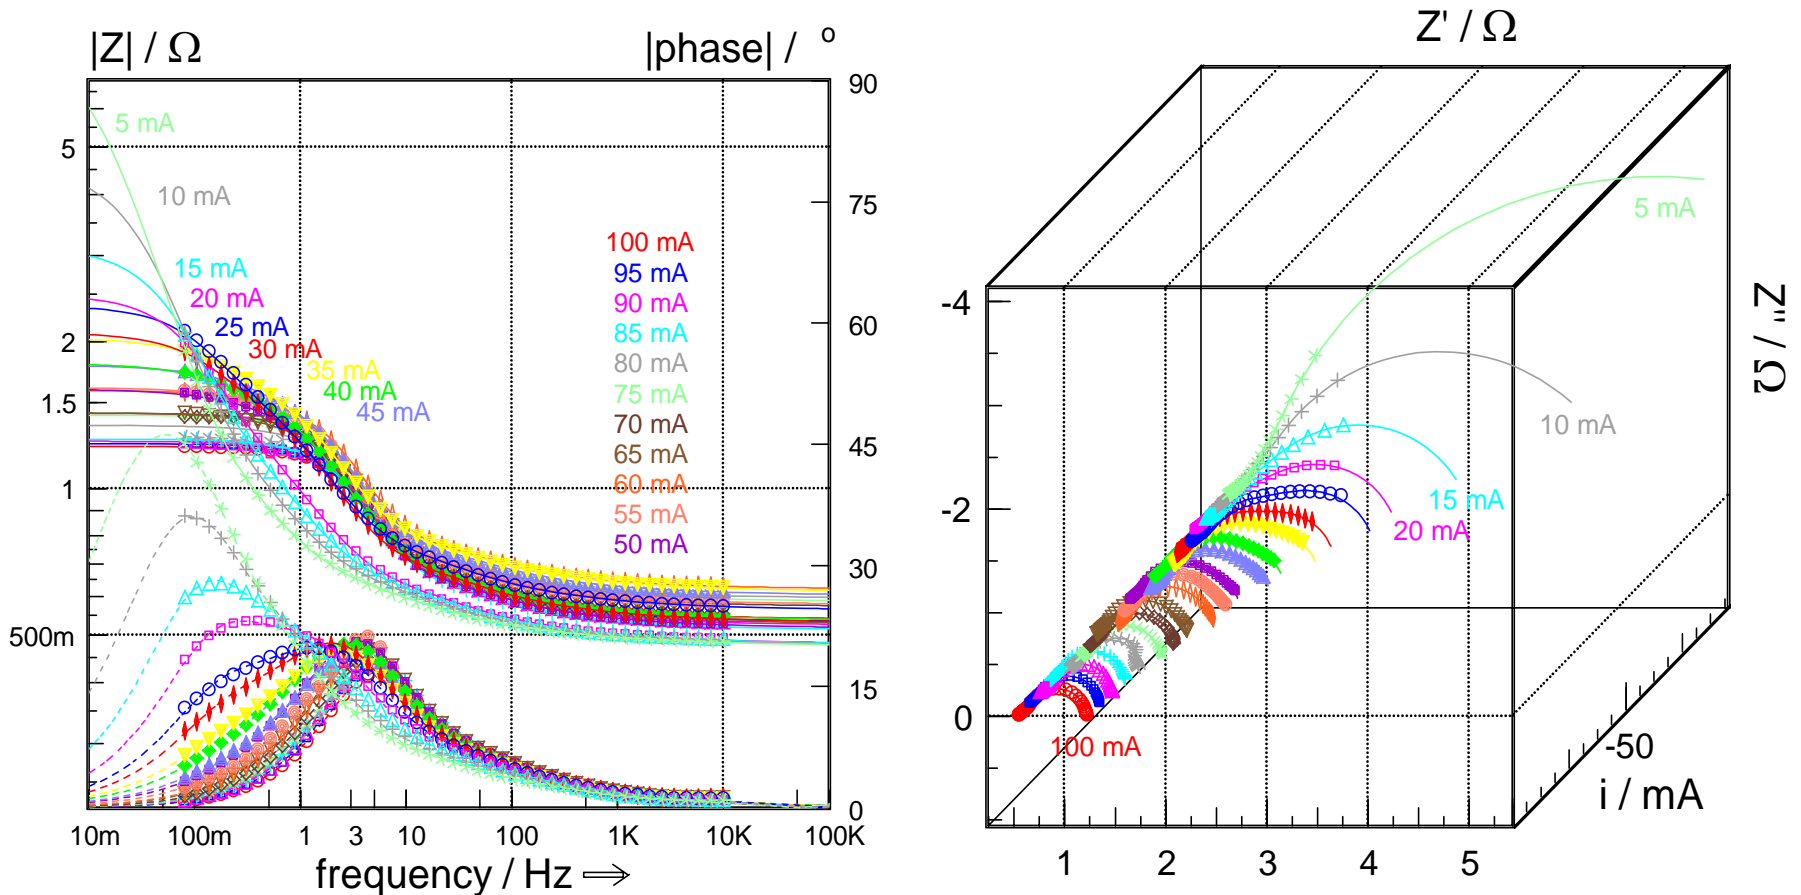 |Z| / Ω
|phase| / °
5
2
1.5
1
500m
90
75
60
45
30
15
0
5 mA
10 mA
15 mA
20 mA
25 mA
30 mA
35 mA
40 mA
45 mA
100 mA
95 mA
90 mA
85 mA
80 mA
75 mA
70 mA
65 mA
60 mA
55 mA
50 mA
10m 100m 1 3 10 100 1K 10K 100K
frequency / Hz ⇒
Z' / Ω
Z'' / Ω
-4
-2
0
5 mA
10 mA
15 mA
20 mA
100 mA
-50
i / mA
1 2 3 4 5